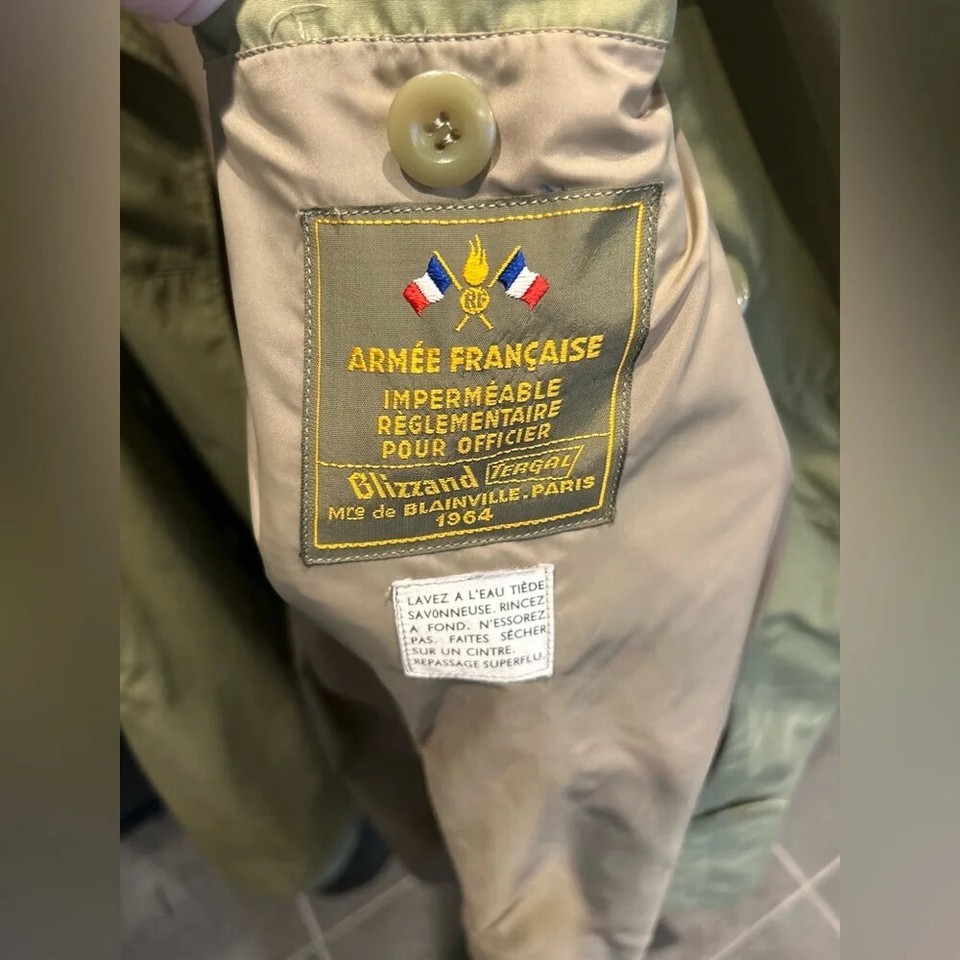 RF
ARMÉE FRANÇAISE
IMPERMÉABLE
RÈGLEMENTAIRE
POUR OFFICIER
Blizzand TERGAL
Mre de BLAINVILLE-PARIS
1964
LAVEZ A L'EAU TIÈDE
SAVONNEUSE. RINCEZ
A FOND. N'ESSOREZ
PAS. FAITES SÉCHER
SUR UN CINTRE.
REPASSAGE SUPERFLU.